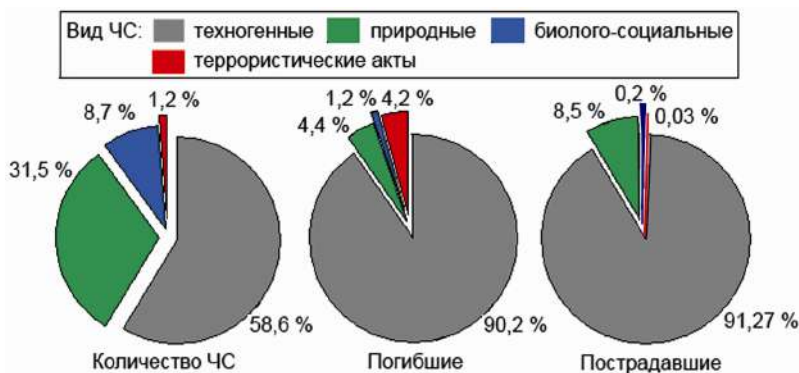 Вид ЧС: техногенные природные биолого-социальные
террористические акты
1,2 %
8,7 %
31,5 %
58,6 %
Количество ЧС
1,2 %
4,2 %
4,4 %
90,2 %
Погибшие
0,2 %
8,5 %
0,03 %
91,27 %
Пострадавшие